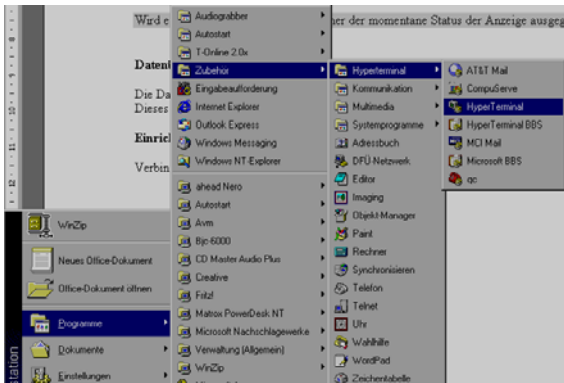 Wird e
her der momentane Status der Anzeige ausgeg
Daten
Die Da
Dieses
Einric
Verbin
WinZip
Neues Office-Dokument
Office-Dokument öffnen
Programme
Dokumente
Einstellungen
station
Audiograbber
Autostart
T-Online 2.0x
Zubehör
Eingabeaufforderung
Internet Explorer
Outlook Express
Windows Messaging
Windows NT-Explorer
ahead Nero
Autostart
Avm
Bjc-6000
CD Master Audio Plus
Creative
Fritz!
Matrox PowerDesk NT
Microsoft Nachschlagewerke
Verwaltung (Allgemein)
WinZip
Hyperterminal
Kommunikation
Multimedia
Systemprogramme
Adressbuch
DFÜ-Netzwerk
Editor
Imaging
Objekt-Manager
Paint
Rechner
Synchronisieren
Telefon
Telnet
Uhr
Wahlhilfe
WordPad
Zeichentabelle
AT&T Mail
CompuServe
HyperTerminal
HyperTerminal BBS
MCI Mail
Microsoft BBS
qc